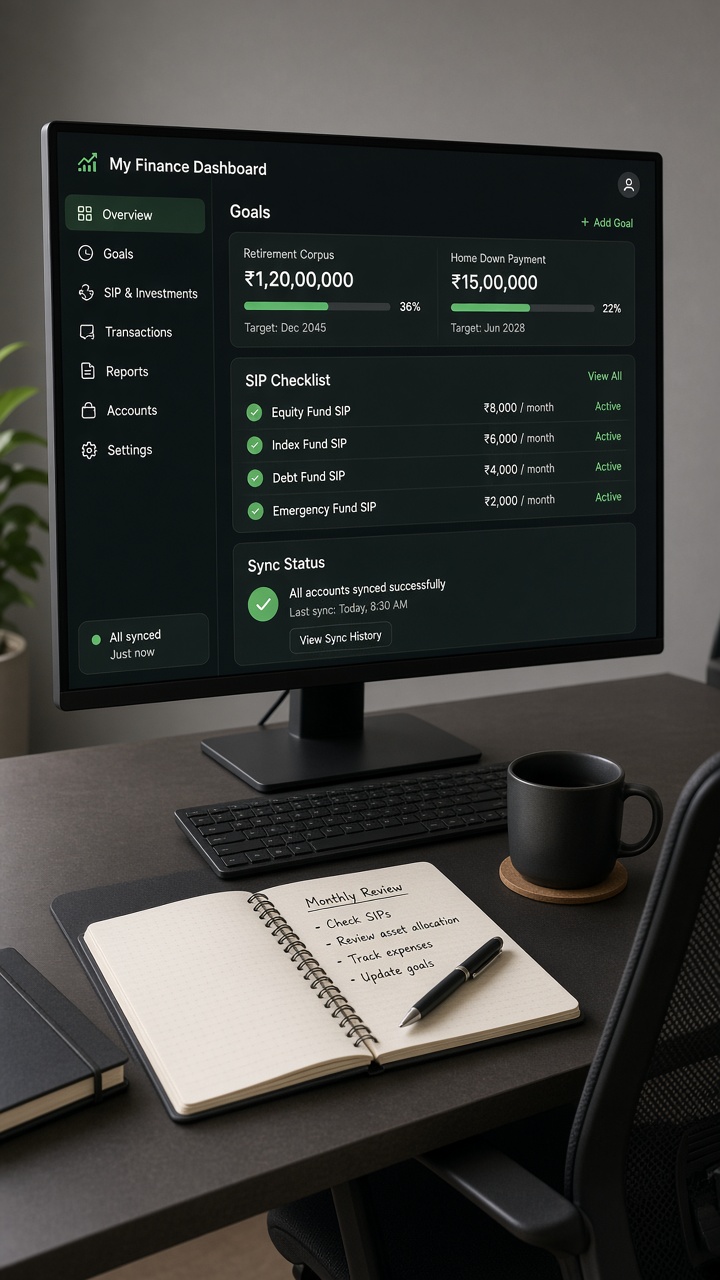 My Finance Dashboard
Overview
Goals
SIP & Investments
Transactions
Reports
Accounts
Settings
All synced
Just now
Goals
+ Add Goal
Retirement Corpus
₹1,20,00,000
36%
Target: Dec 2045
Home Down Payment
₹15,00,000
22%
Target: Jun 2028
SIP Checklist
View All
Equity Fund SIP ₹8,000 / month Active
Index Fund SIP ₹6,000 / month Active
Debt Fund SIP ₹4,000 / month Active
Emergency Fund SIP ₹2,000 / month Active
Sync Status
All accounts synced successfully
Last sync: Today, 8:30 AM
View Sync History
Monthly Review
- Check SIPs
- Review asset allocation
- Track expenses
- Update goals